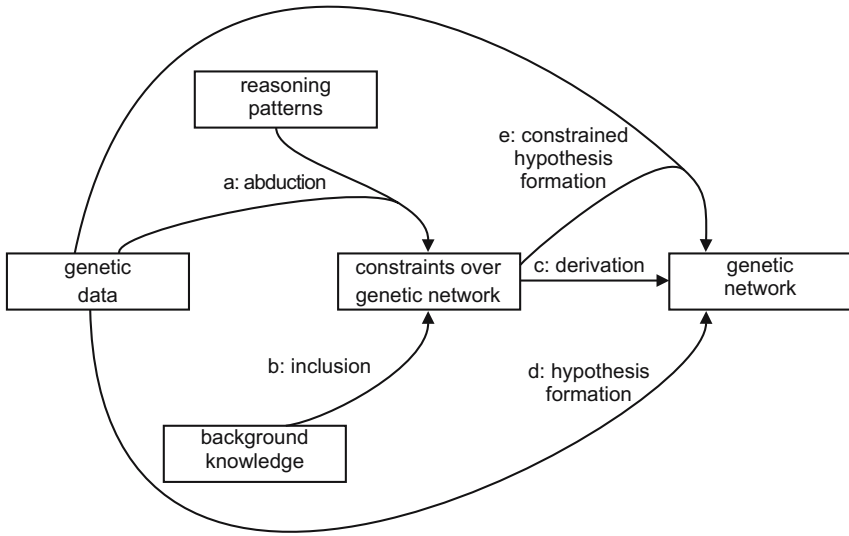 reasoning
patterns
e: constrained
hypothesis
formation
a: abduction
genetic
data
constraints over
genetic network
c: derivation
genetic
network
b: inclusion
d: hypothesis
formation
background
knowledge